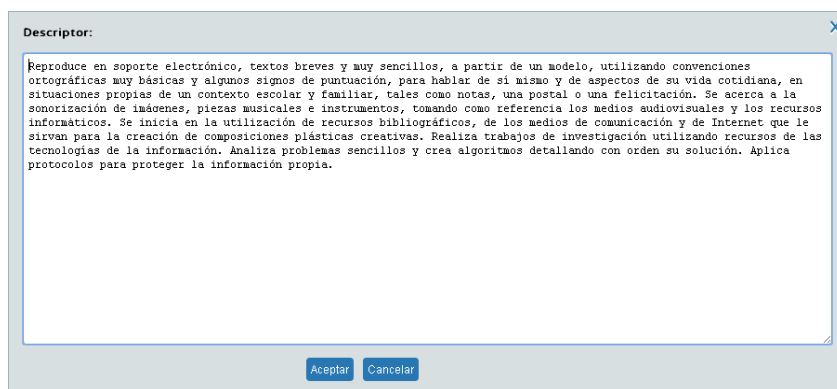 X
Descriptor:
Reproduce en soporte electrónico, textos breves y muy sencillos, a partir de un modelo, utilizando convenciones
ortográficas muy básicas y algunos signos de puntuación, para hablar de sí mismo y de aspectos de su vida cotidiana, en
situaciones propias de un contexto escolar y familiar, tales como notas, una postal o una felicitación. Se acerca a la
sonorización de imágenes, piezas musicales e instrumentos, tomando como referencia los medios audiovisuales y los recursos
informáticos. Se inicia en la utilización de recursos bibliográficos, de los medios de comunicación y de Internet que le
sirvan para la creación de composiciones plásticas creativas. Realiza trabajos de investigación utilizando recursos de las
tecnologías de la información. Analiza problemas sencillos y crea algoritmos detallando con orden su solución. Aplica
protocolos para proteger la información propia.
Aceptar Cancelar